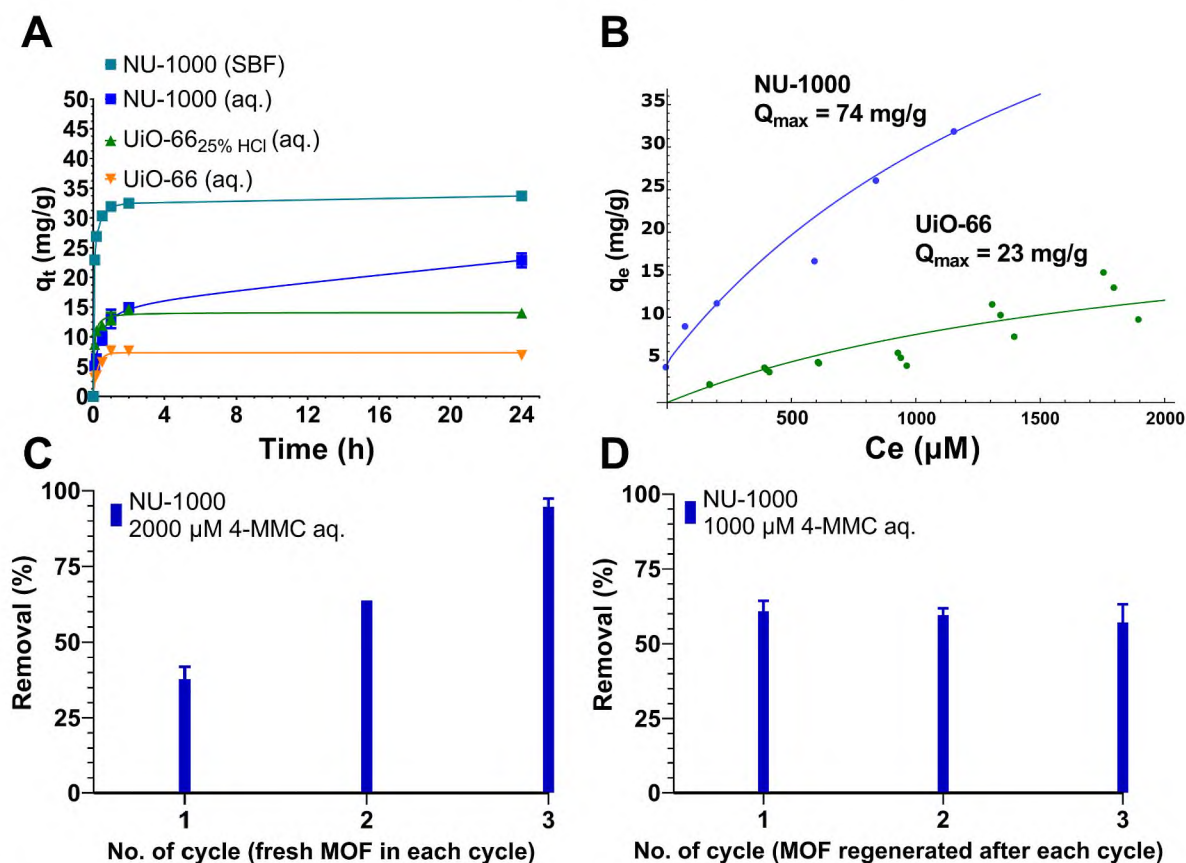 A
NU-1000 (SBF)
NU-1000 (aq.)
UiO-6625% HCl (aq.)
UiO-66 (aq.)
50
45
40
35
30
25
20
15
10
5
0
qt (mg/g)
0 4 8 12 16 20 24
Time (h)
B
NU-1000
Qmax = 74 mg/g
UiO-66
Qmax = 23 mg/g
35
30
25
20
15
10
5
qe (mg/g)
500 1000 1500 2000
Ce (µM)
C
NU-1000
2000 µM 4-MMC aq.
100
75
50
25
0
Removal (%)
1 2 3
No. of cycle (fresh MOF in each cycle)
D
NU-1000
1000 µM 4-MMC aq.
100
75
50
25
0
Removal (%)
1 2 3
No. of cycle (MOF regenerated after each cycle)